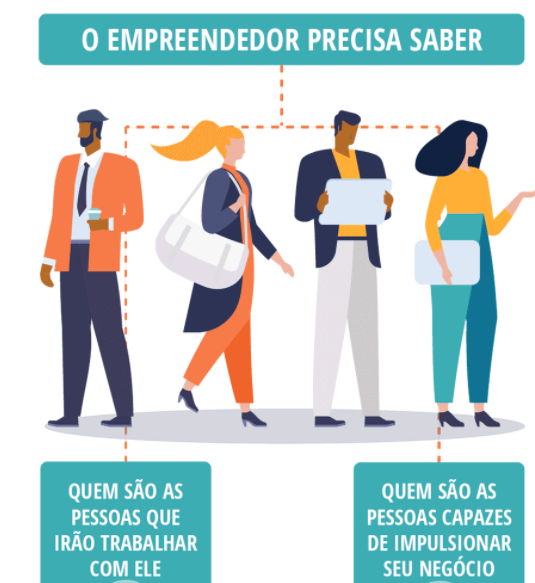 O EMPREENDEDOR PRECISA SABER
QUEM SÃO AS
PESSOAS QUE
IRÃO TRABALHAR
COM ELE
QUEM SÃO AS
PESSOAS CAPAZES
DE IMPULSIONAR
SEU NEGÓCIO